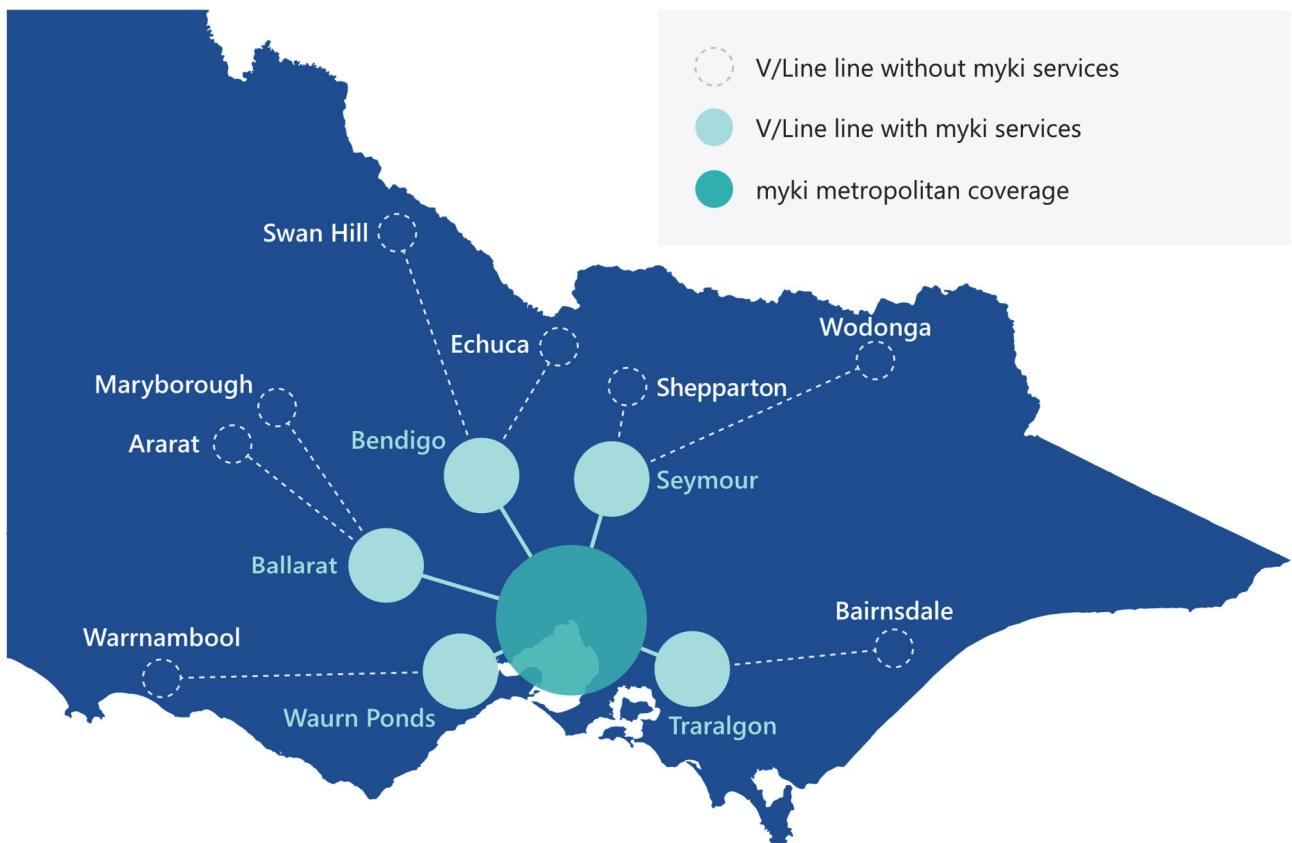 V/Line line without myki services
V/Line line with myki services
myki metropolitan coverage
Swan Hill
Echuca
Wodonga
Shepparton
Maryborough
Ararat
Bendigo
Seymour
Ballarat
Bairnsdale
Warrnambool
Waurn Ponds
Traralgon